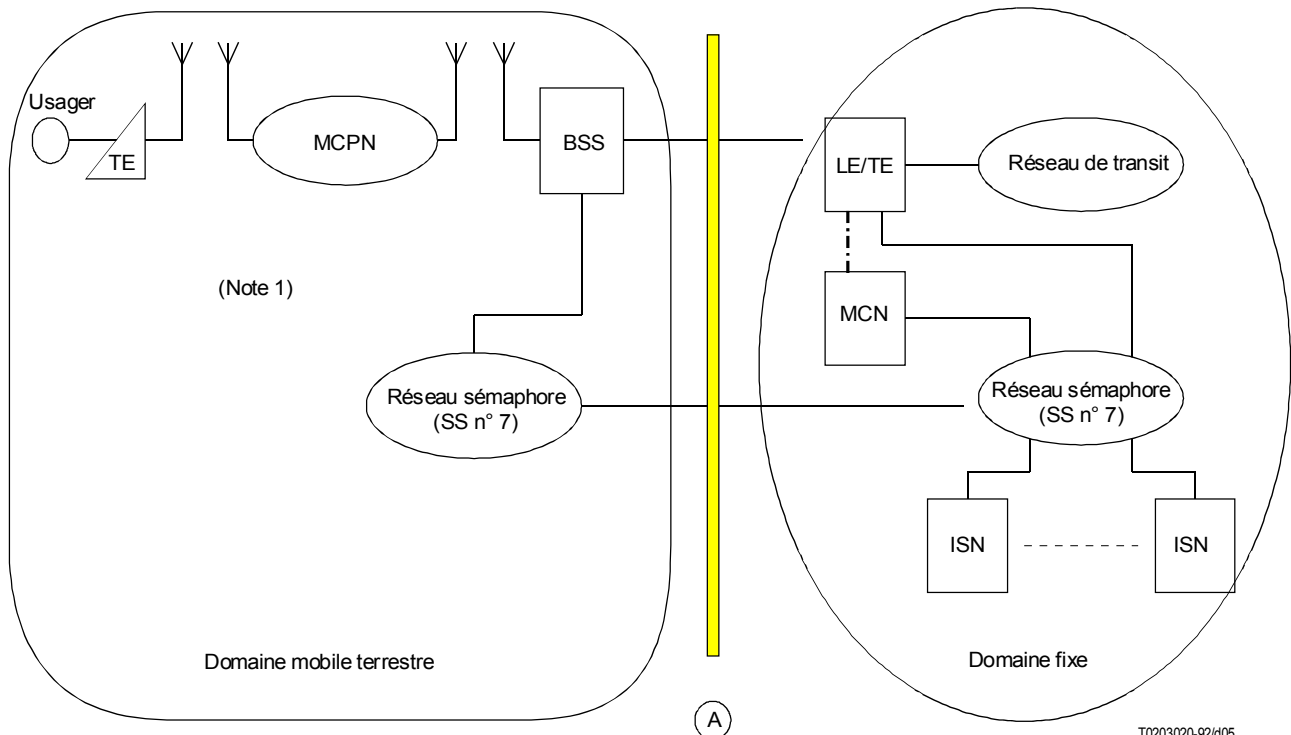 Usager
TE
MCPN
BSS
LE/TE
Réseau de transit
(Note 1)
MCN
Réseau sémaphore
(SS n° 7)
Réseau sémaphore
(SS n° 7)
ISN
ISN
Domaine mobile terrestre
Domaine fixe
A
T0203020-92/d05